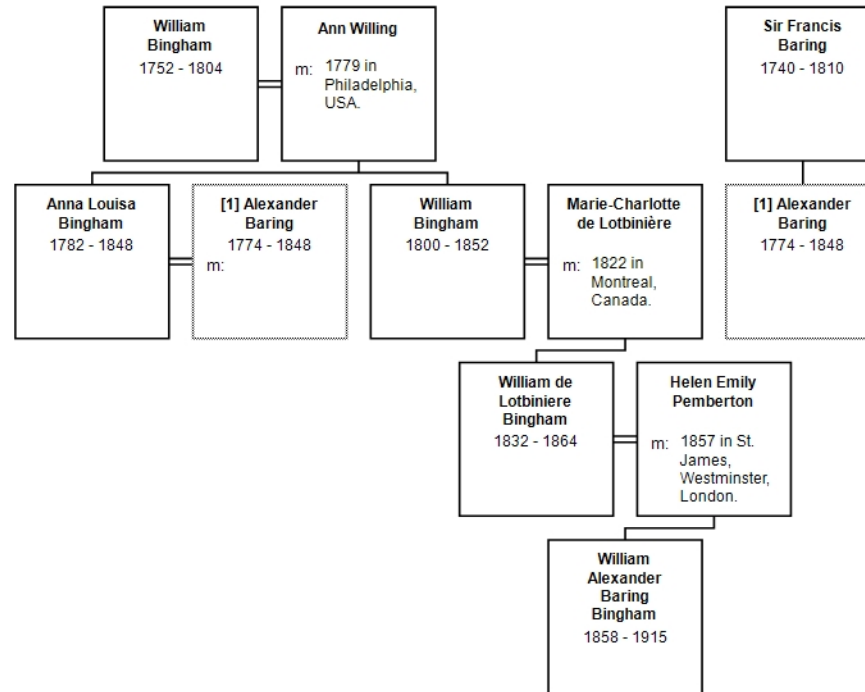 William
Bingham
1752 - 1804
Ann Willing
m: 1779 in
Philadelphia,
USA.
Sir Francis
Baring
1740 - 1810
Anna Louisa
Bingham
1782 - 1848
[1] Alexander
Baring
1774 - 1848
m:
William
Bingham
1800 - 1852
Marie-Charlotte
de Lotbinière
m: 1822 in
Montreal,
Canada.
[1] Alexander
Baring
1774 - 1848
William de
Lotbiniere
Bingham
1832 - 1864
Helen Emily
Pemberton
m: 1857 in St.
James,
Westminster,
London.
William
Alexander
Baring
Bingham
1858 - 1915